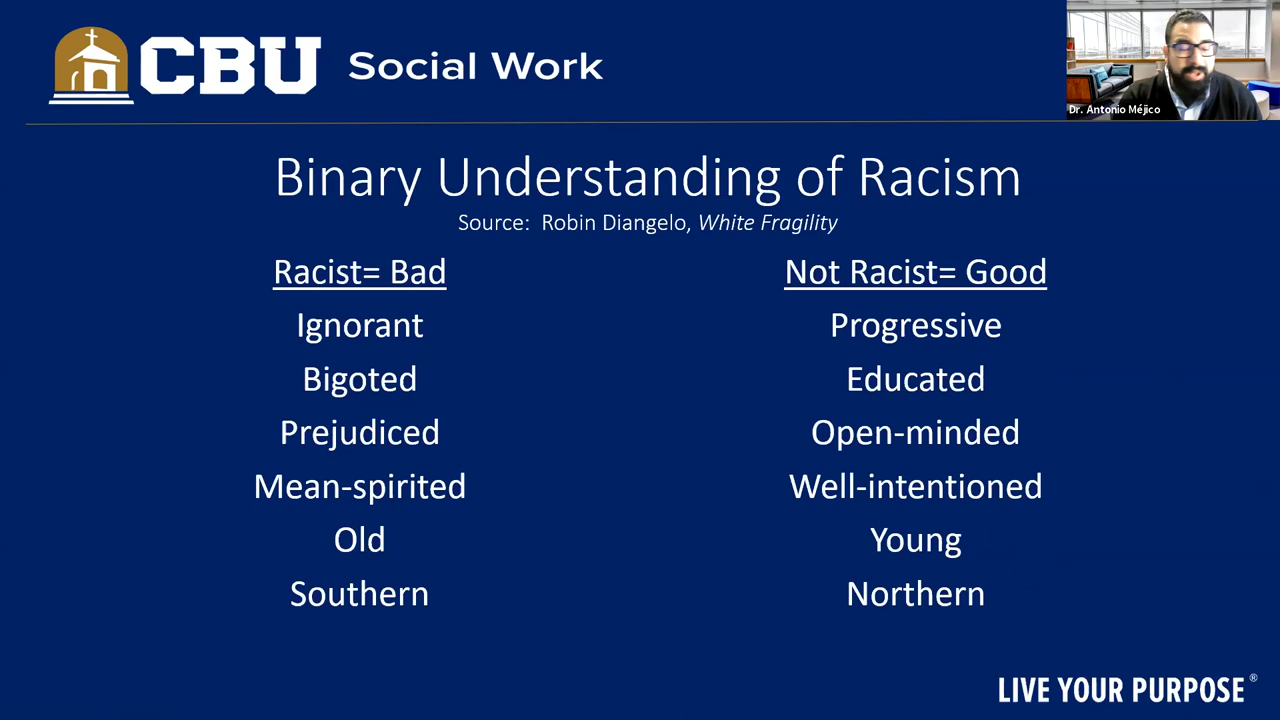 CBU Social Work
Dr. Antonio Méjico
Binary Understanding of Racism
Source: Robin Diangelo, White Fragility
Racist= Bad
Ignorant
Bigoted
Prejudiced
Mean-spirited
Old
Southern
Not Racist= Good
Progressive
Educated
Open-minded
Well-intentioned
Young
Northern
LIVE YOUR PURPOSE®